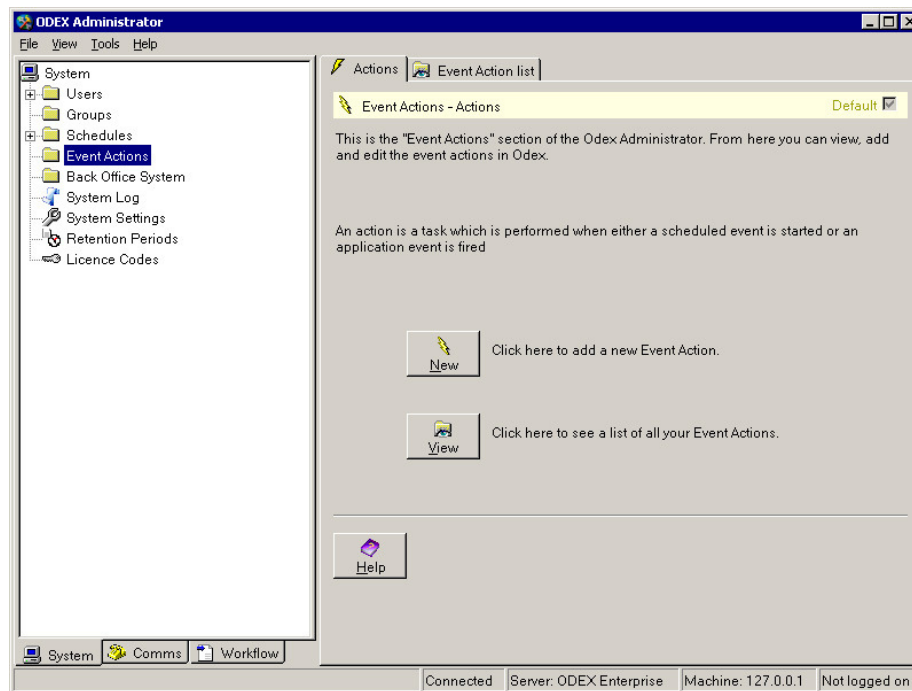 ODEX Administrator
File View Tools Help
System
Users
Groups
Schedules
Event Actions
Back Office System
System Log
System Settings
Retention Periods
Licence Codes
System Comms Workflow
Actions Event Action list
Event Actions - Actions Default
This is the "Event Actions" section of the Odex Administrator. From here you can view, add
and edit the event actions in Odex.
An action is a task which is performed when either a scheduled event is started or an
application event is fired
New Click here to add a new Event Action.
View Click here to see a list of all your Event Actions.
Help
Connected Server: ODEX Enterprise Machine: 127.0.0.1 Not logged on